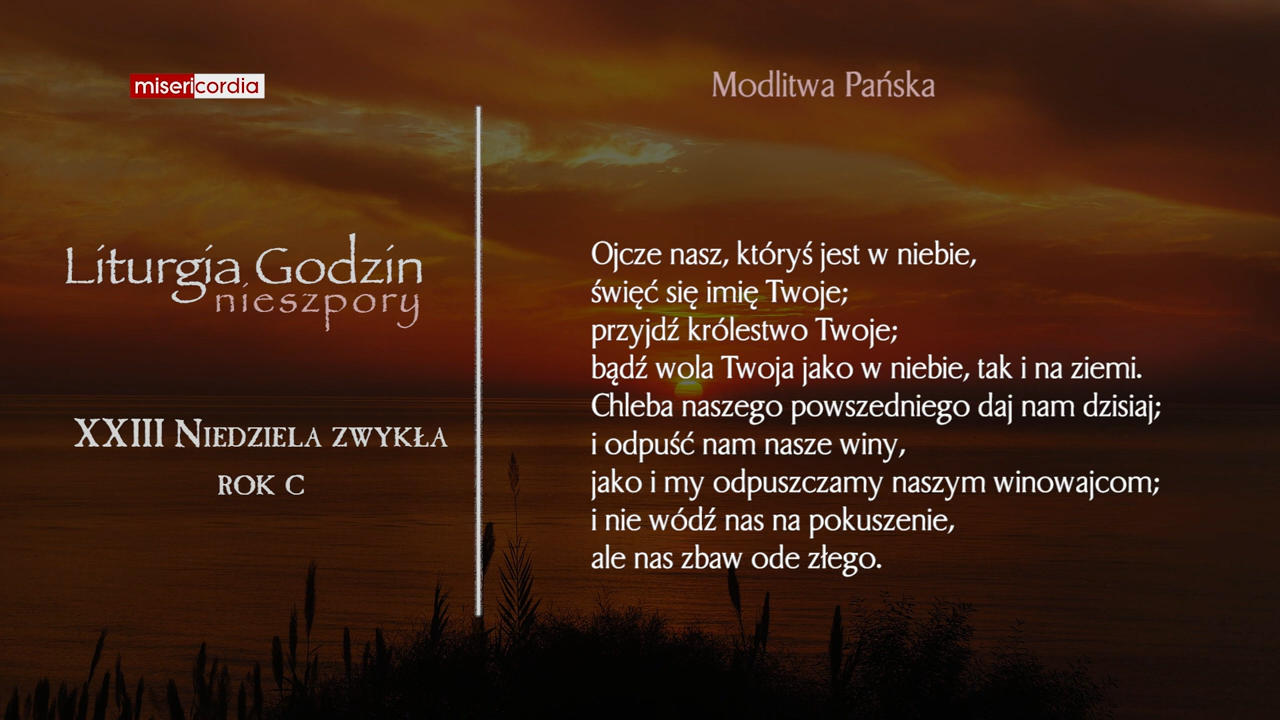 misericordia
Liturgia Godzin
nieszpory
XXIII NIEDZIELA ZWYKŁA
ROK C
Modlitwa Pańska
Ojcze nasz, któryś jest w niebie,
święć się imię Twoje;
przyjdź królestwo Twoje;
bądź wola Twoja jako w niebie, tak i na ziemi.
Chleba naszego powszedniego daj nam dzisiaj;
i odpuść nam nasze winy,
jako i my odpuszczamy naszym winowajcom;
i nie wódź nas na pokuszenie,
ale nas zbaw ode złego.